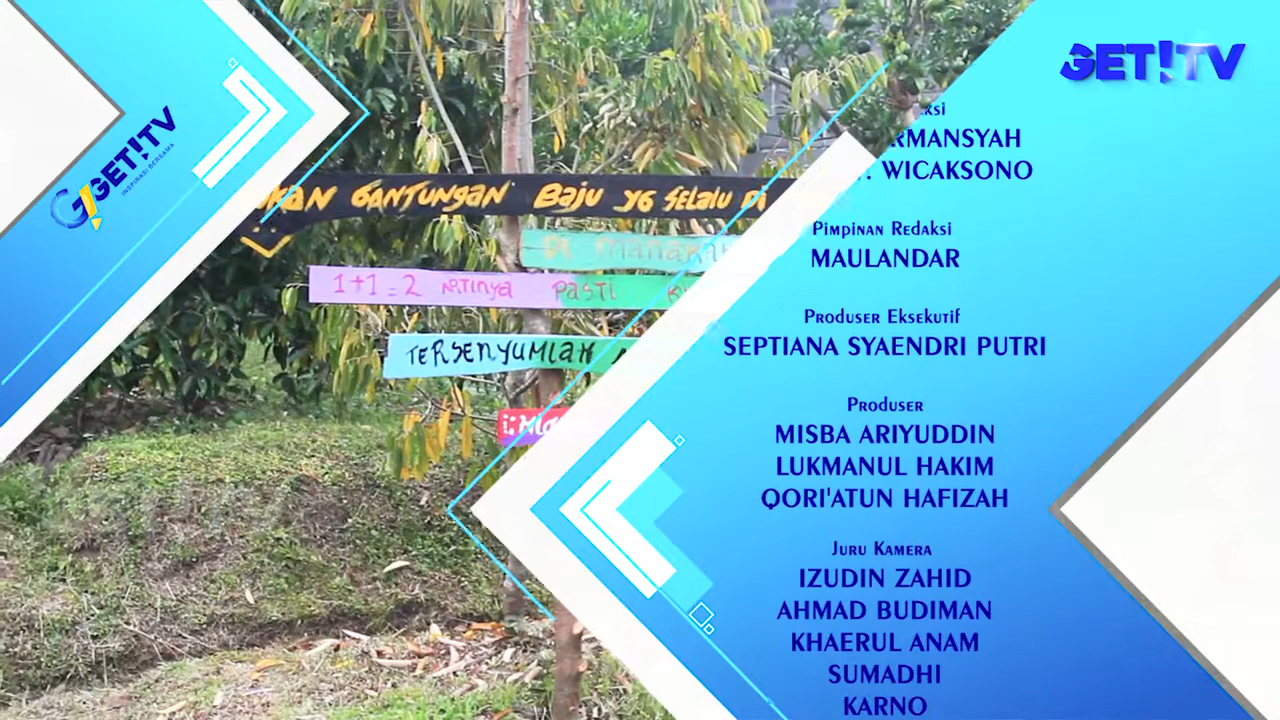 GET!TV
GET!TV
INSPIRASI BERSAMA
GANTUNGAN Baju YG SELALU Di
Di MANAKAH
1+1=2 ARTinya PASTI
TERSENYUMLAH
WICAKSONO
Pimpinan Redaksi
MAULANDAR
Produser Eksekutif
SEPTIANA SYAENDRI PUTRI
Produser
MISBA ARIYUDDIN
LUKMANUL HAKIM
QORI'ATUN HAFIZAH
Juru Kamera
IZUDIN ZAHID
AHMAD BUDIMAN
KHAERUL ANAM
SUMADHI
KARNO